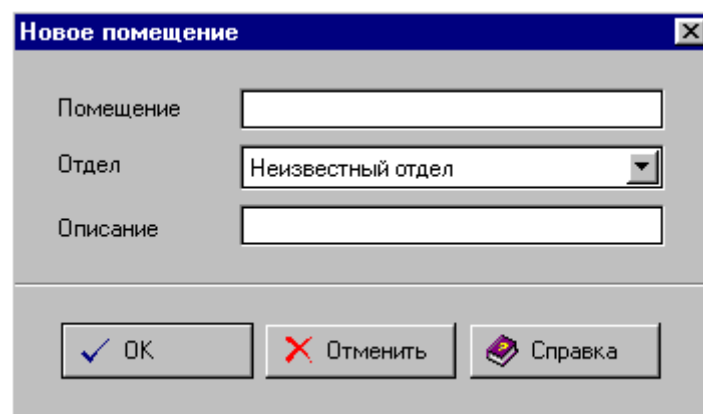 Новое помещение
Помещение
Отдел
Неизвестный отдел
Описание
OK
Отменить
Справка